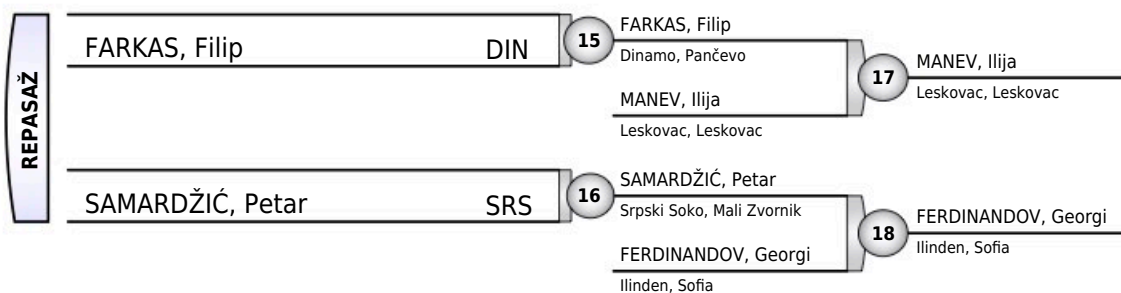 REPASAŽ
FARKAS, Filip DIN
15
FARKAS, Filip
Dinamo, Pančevo
MANEV, Ilija
Leskovac, Leskovac
17
MANEV, Ilija
Leskovac, Leskovac
SAMARDŽIĆ, Petar SRS
16
SAMARDŽIĆ, Petar
Srpski Soko, Mali Zvornik
FERDINANDOV, Georgi
Ilinden, Sofia
18
FERDINANDOV, Georgi
Ilinden, Sofia